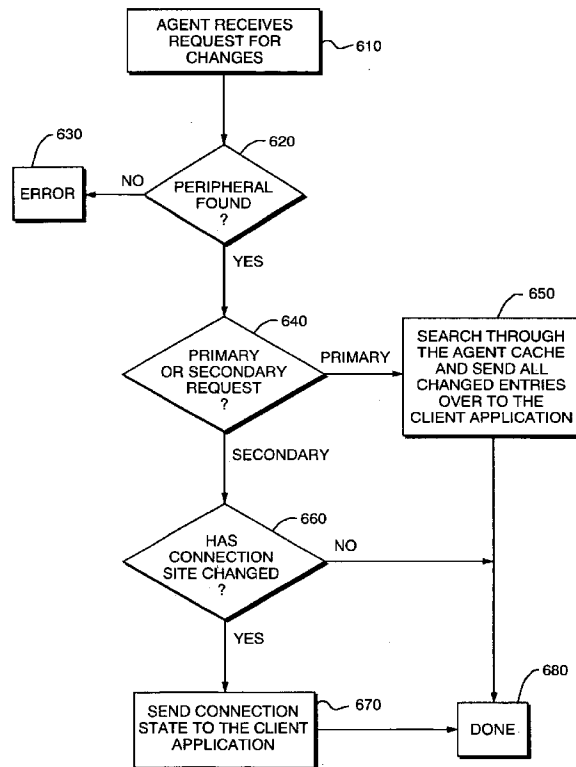 AGENT RECEIVES
REQUEST FOR
CHANGES
610
630
620
ERROR
NO
PERIPHERAL
FOUND
?
YES
640
650
PRIMARY
OR SECONDARY
REQUEST
?
PRIMARY
SEARCH THROUGH
THE AGENT CACHE
AND SEND ALL
CHANGED ENTRIES
OVER TO THE
CLIENT APPLICATION
SECONDARY
660
HAS
CONNECTION
SITE CHANGED
?
NO
YES
670
680
SEND CONNECTION
STATE TO THE CLIENT
APPLICATION
DONE